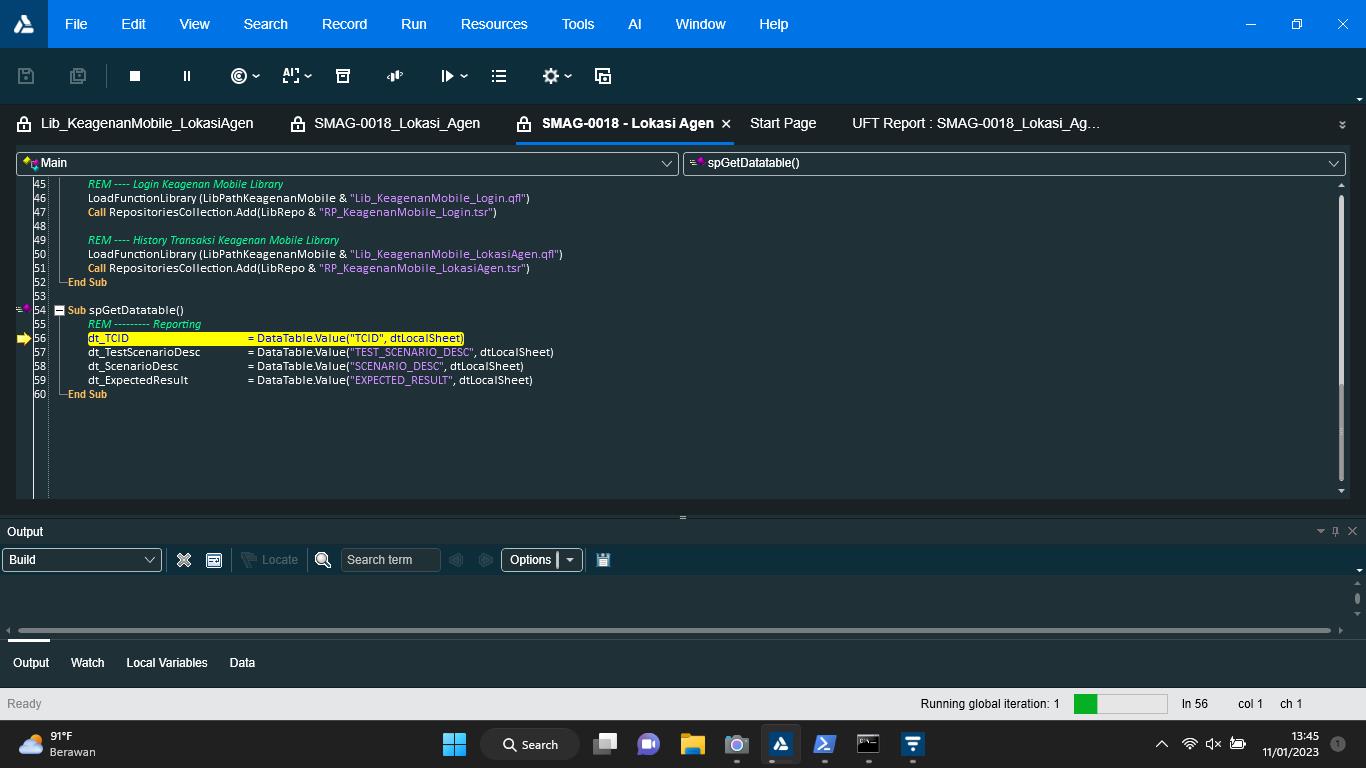 File Edit View Search Record Run Resources Tools AI Window Help
Lib_KeagenanMobile_LokasiAgen SMAG-0018_Lokasi_Agen SMAG-0018 - Lokasi Agen Start Page UFT Report : SMAG-0018_Lokasi_Ag...
Main spGetDatatable()
45 REM ---- Login Keagenan Mobile Library
46 LoadFunctionLibrary (LibPathKeagenanMobile & "Lib_KeagenanMobile_Login.qfl")
47 Call RepositoriesCollection.Add(LibRepo & "RP_KeagenanMobile_Login.tsr")
48
49 REM ---- History Transaksi Keagenan Mobile Library
50 LoadFunctionLibrary (LibPathKeagenanMobile & "Lib_KeagenanMobile_LokasiAgen.qfl")
51 Call RepositoriesCollection.Add(LibRepo & "RP_KeagenanMobile_LokasiAgen.tsr")
52 End Sub
53
54 Sub spGetDatatable()
55 REM --------- Reporting
56 dt_TCID = DataTable.Value("TCID", dtLocalSheet)
57 dt_TestScenarioDesc = DataTable.Value("TEST_SCENARIO_DESC", dtLocalSheet)
58 dt_ScenarioDesc = DataTable.Value("SCENARIO_DESC", dtLocalSheet)
59 dt_ExpectedResult = DataTable.Value("EXPECTED_RESULT", dtLocalSheet)
60 End Sub
Output
Build Locate Search term Options
Output Watch Local Variables Data
Ready Running global iteration: 1 ln 56 col 1 ch 1
91°F
Berawan
Search
13:45
11/01/2023
1